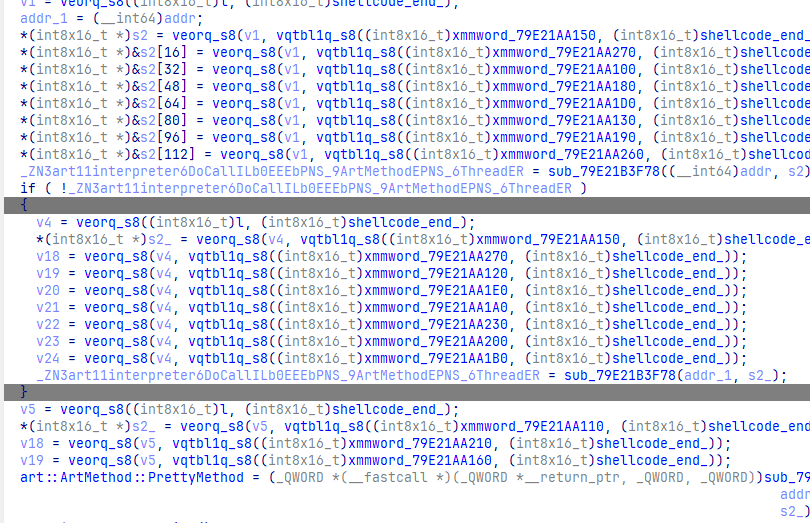 v1 = veorq_s8((int8x16_t)l, (int8x16_t)shellcode_end_);
addr_1 = (__int64)addr;
*(int8x16_t *)s2 = veorq_s8(v1, vqtbl1q_s8((int8x16_t)xmmword_79E21AA150, (int8x16_t)shellcode_end_
*(int8x16_t *)&s2[16] = veorq_s8(v1, vqtbl1q_s8((int8x16_t)xmmword_79E21AA270, (int8x16_t)shellcode
*(int8x16_t *)&s2[32] = veorq_s8(v1, vqtbl1q_s8((int8x16_t)xmmword_79E21AA100, (int8x16_t)shellcode
*(int8x16_t *)&s2[48] = veorq_s8(v1, vqtbl1q_s8((int8x16_t)xmmword_79E21AA180, (int8x16_t)shellcode
*(int8x16_t *)&s2[64] = veorq_s8(v1, vqtbl1q_s8((int8x16_t)xmmword_79E21AA1D0, (int8x16_t)shellcode
*(int8x16_t *)&s2[80] = veorq_s8(v1, vqtbl1q_s8((int8x16_t)xmmword_79E21AA130, (int8x16_t)shellcode
*(int8x16_t *)&s2[96] = veorq_s8(v1, vqtbl1q_s8((int8x16_t)xmmword_79E21AA190, (int8x16_t)shellcode
*(int8x16_t *)&s2[112] = veorq_s8(v1, vqtbl1q_s8((int8x16_t)xmmword_79E21AA260, (int8x16_t)shellcod
_ZN3art11interpreter6DoCallILb0EEEbPNS_9ArtMethodEPNS_6ThreadER = sub_79E21B3F78((__int64)addr, s2)
if ( !_ZN3art11interpreter6DoCallILb0EEEbPNS_9ArtMethodEPNS_6ThreadER )
{
v4 = veorq_s8((int8x16_t)l, (int8x16_t)shellcode_end_);
*(int8x16_t *)s2_ = veorq_s8(v4, vqtbl1q_s8((int8x16_t)xmmword_79E21AA150, (int8x16_t)shellcode_e
v18 = veorq_s8(v4, vqtbl1q_s8((int8x16_t)xmmword_79E21AA270, (int8x16_t)shellcode_end_));
v19 = veorq_s8(v4, vqtbl1q_s8((int8x16_t)xmmword_79E21AA120, (int8x16_t)shellcode_end_));
v20 = veorq_s8(v4, vqtbl1q_s8((int8x16_t)xmmword_79E21AA1E0, (int8x16_t)shellcode_end_));
v21 = veorq_s8(v4, vqtbl1q_s8((int8x16_t)xmmword_79E21AA1A0, (int8x16_t)shellcode_end_));
v22 = veorq_s8(v4, vqtbl1q_s8((int8x16_t)xmmword_79E21AA230, (int8x16_t)shellcode_end_));
v23 = veorq_s8(v4, vqtbl1q_s8((int8x16_t)xmmword_79E21AA200, (int8x16_t)shellcode_end_));
v24 = veorq_s8(v4, vqtbl1q_s8((int8x16_t)xmmword_79E21AA1B0, (int8x16_t)shellcode_end_));
_ZN3art11interpreter6DoCallILb0EEEbPNS_9ArtMethodEPNS_6ThreadER = sub_79E21B3F78(addr_1, s2_);
}
v5 = veorq_s8((int8x16_t)l, (int8x16_t)shellcode_end_);
*(int8x16_t *)s2_ = veorq_s8(v5, vqtbl1q_s8((int8x16_t)xmmword_79E21AA110, (int8x16_t)shellcode_end
v18 = veorq_s8(v5, vqtbl1q_s8((int8x16_t)xmmword_79E21AA210, (int8x16_t)shellcode_end_));
v19 = veorq_s8(v5, vqtbl1q_s8((int8x16_t)xmmword_79E21AA160, (int8x16_t)shellcode_end_));
art::ArtMethod::PrettyMethod = (_QWORD *(__fastcall *)(_QWORD *__return_ptr, _QWORD, _QWORD))sub_79
addr
s2_)